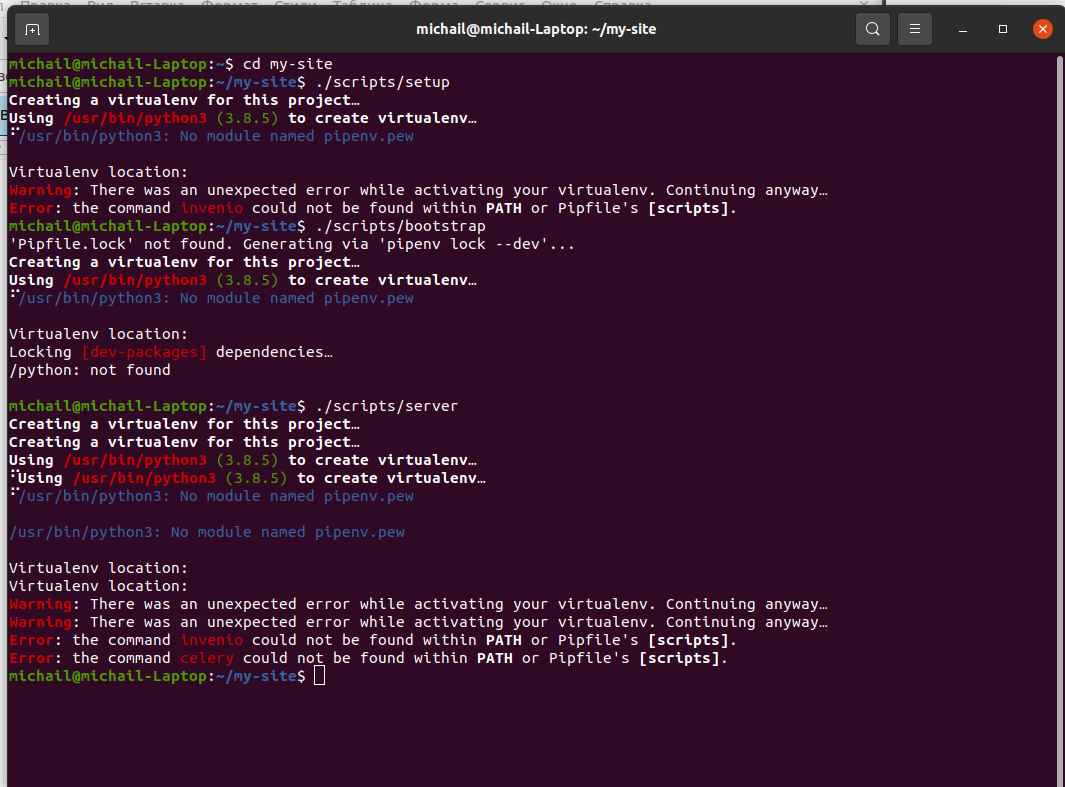 Правка Вид Вставка Формат Стили Таблица Форма Сервис Окно Справка
michail@michail-Laptop: ~/my-site
michail@michail-Laptop:~$ cd my-site
michail@michail-Laptop:~/my-site$ ./scripts/setup
Creating a virtualenv for this project…
Using /usr/bin/python3 (3.8.5) to create virtualenv…
⠋/usr/bin/python3: No module named pipenv.pew
Virtualenv location:
Warning: There was an unexpected error while activating your virtualenv. Continuing anyway…
Error: the command invenio could not be found within PATH or Pipfile's [scripts].
michail@michail-Laptop:~/my-site$ ./scripts/bootstrap
'Pipfile.lock' not found. Generating via 'pipenv lock --dev'...
Creating a virtualenv for this project…
Using /usr/bin/python3 (3.8.5) to create virtualenv…
⠋/usr/bin/python3: No module named pipenv.pew
Virtualenv location:
Locking [dev-packages] dependencies…
/python: not found
michail@michail-Laptop:~/my-site$ ./scripts/server
Creating a virtualenv for this project…
Creating a virtualenv for this project…
Using /usr/bin/python3 (3.8.5) to create virtualenv…
⠋Using /usr/bin/python3 (3.8.5) to create virtualenv…
⠋/usr/bin/python3: No module named pipenv.pew
/usr/bin/python3: No module named pipenv.pew
Virtualenv location:
Virtualenv location:
Warning: There was an unexpected error while activating your virtualenv. Continuing anyway…
Warning: There was an unexpected error while activating your virtualenv. Continuing anyway…
Error: the command invenio could not be found within PATH or Pipfile's [scripts].
Error: the command celery could not be found within PATH or Pipfile's [scripts].
michail@michail-Laptop:~/my-site$